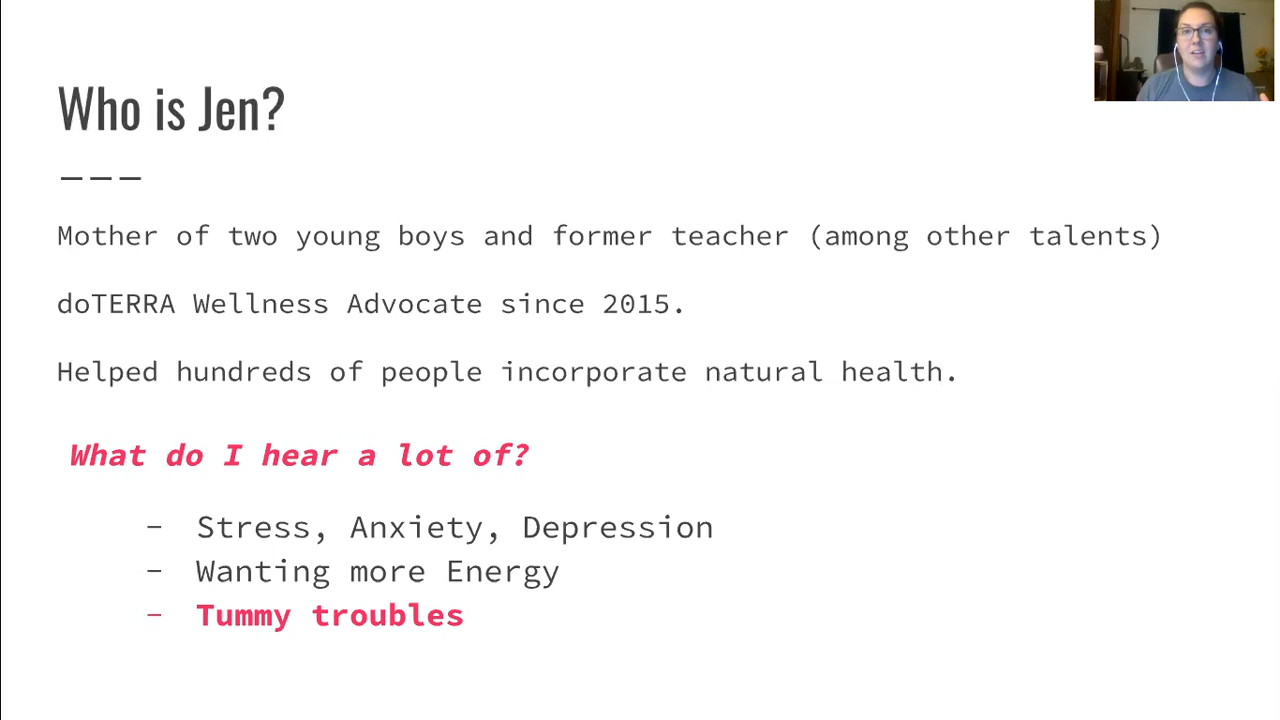 Who is Jen?
Mother of two young boys and former teacher (among other talents)
doTERRA Wellness Advocate since 2015.
Helped hundreds of people incorporate natural health.
What do I hear a lot of?
- Stress, Anxiety, Depression
- Wanting more Energy
- Tummy troubles